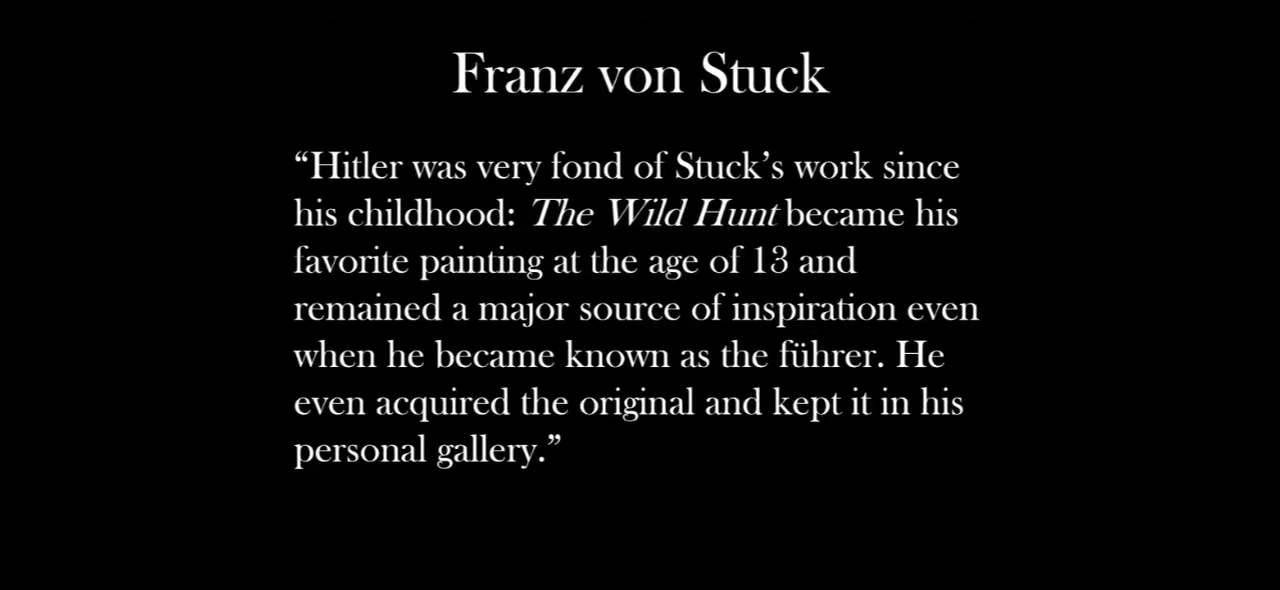 Franz von Stuck
“Hitler was very fond of Stuck’s work since
his childhood: The Wild Hunt became his
favorite painting at the age of 13 and
remained a major source of inspiration even
when he became known as the führer. He
even acquired the original and kept it in his
personal gallery.”